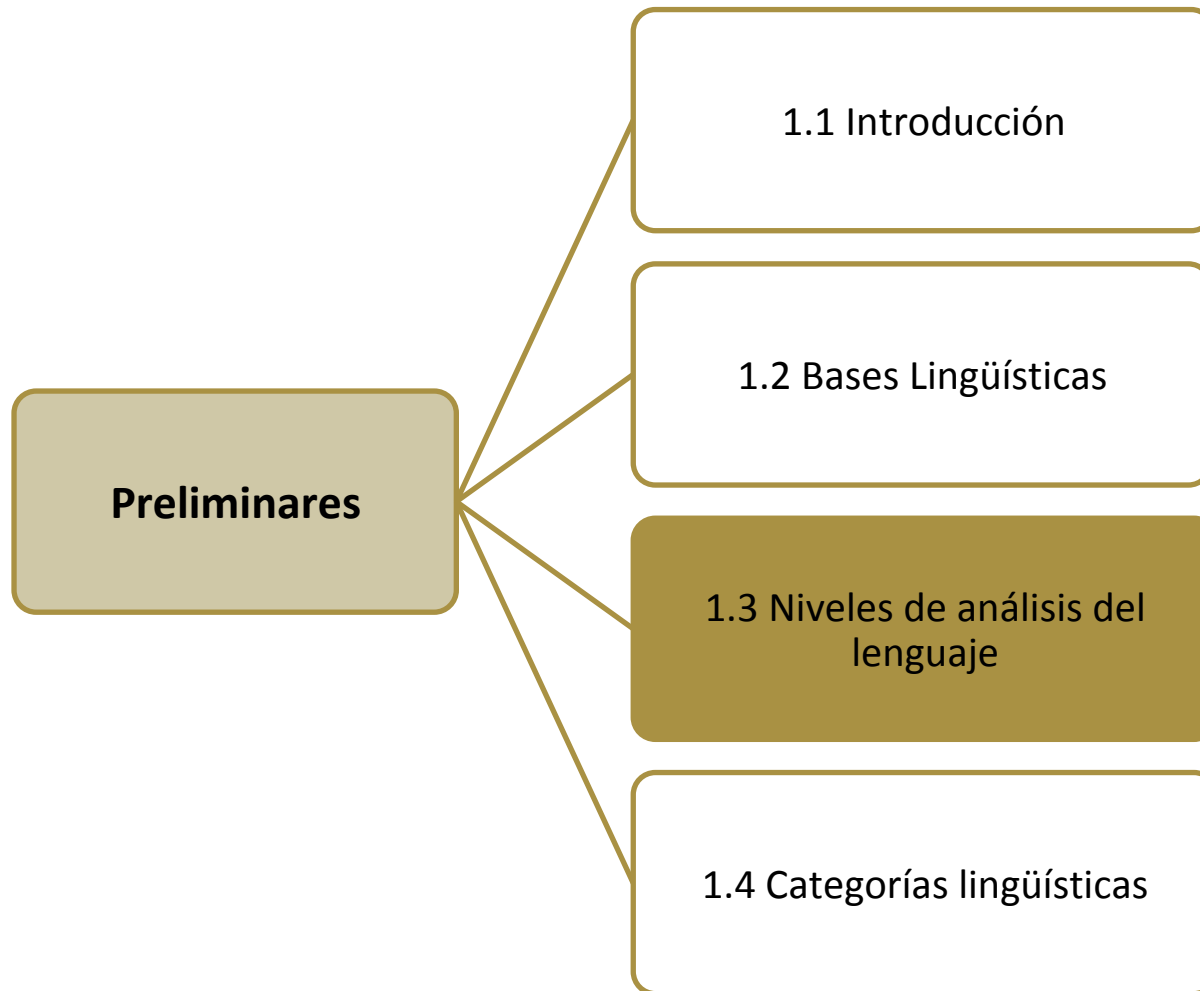 1.1 Introducción
1.2 Bases Lingüísticas
Preliminares
1.3 Niveles de análisis del
lenguaje
1.4 Categorías lingüísticas